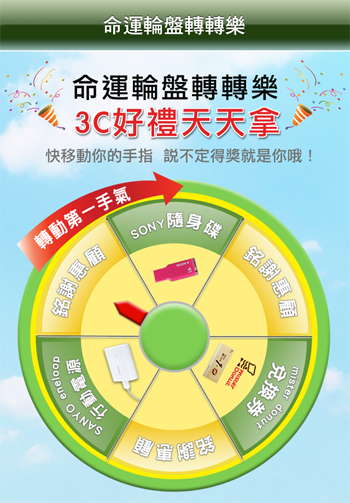 命運輪盤轉轉樂
命運輪盤轉轉樂
3C好禮天天拿
快移動你的手指 説不定得獎就是你哦！
轉動第一手氣
SONY隨身碟
銘謝惠顧
mister donut
兌換券
銘謝惠顧
SANYO eneloop
行動電源
銘謝惠顧
mister
Donut